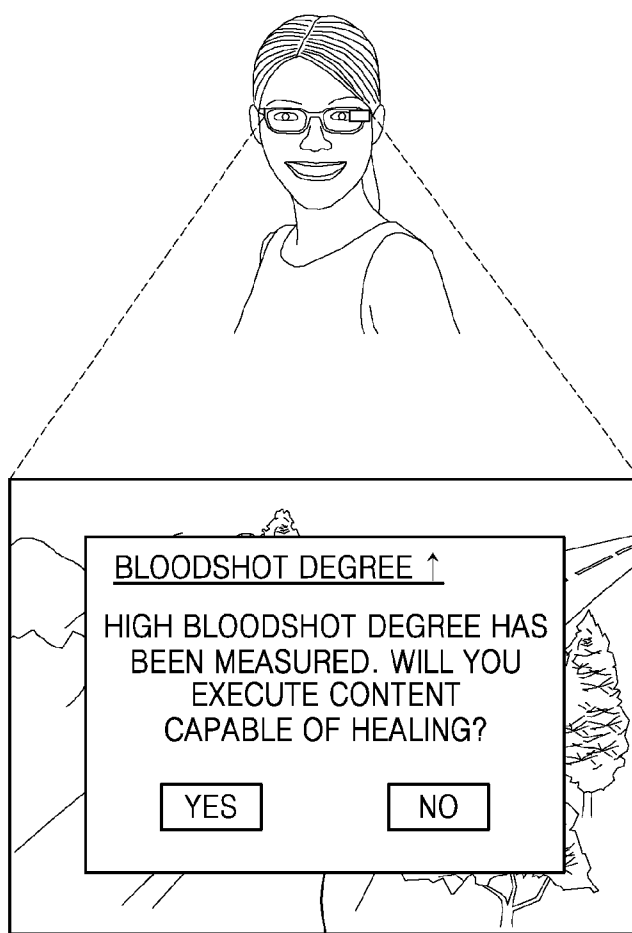 BLOODSHOT DEGREE ↑
HIGH BLOODSHOT DEGREE HAS
BEEN MEASURED. WILL YOU
EXECUTE CONTENT
CAPABLE OF HEALING?
YES NO